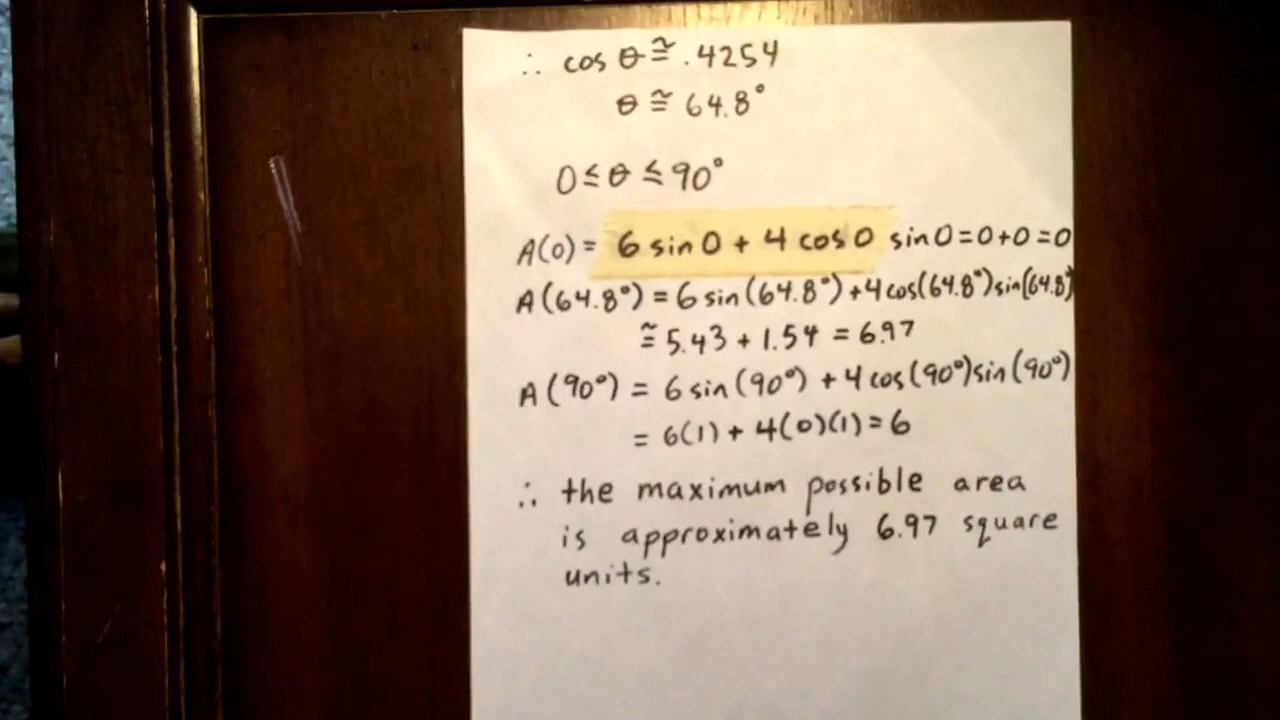 ∴ cos θ ≅ .4254
θ ≅ 64.8°
0 ≤ θ ≤ 90°
A(0) = 6 sin 0 + 4 cos 0 sin 0 = 0 + 0 = 0
A(64.8°) = 6 sin(64.8°) + 4 cos(64.8°) sin(64.8°
≅ 5.43 + 1.54 = 6.97
A(90°) = 6 sin(90°) + 4 cos(90°) sin(90°)
= 6(1) + 4(0)(1) = 6
∴ the maximum possible area
is approximately 6.97 square
units.